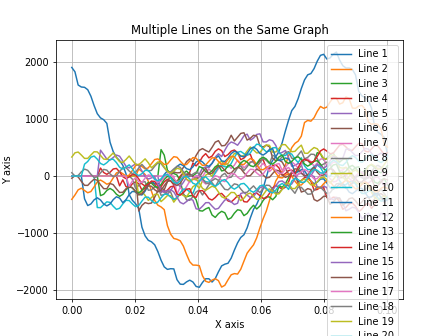 Multiple Lines on the Same Graph
Y axis
2000
1000
0
−1000
−2000
0.00
0.02
0.04
0.06
X axis
Line 1
Line 2
Line 3
Line 4
Line 5
Line 6
Line 7
Line 8
Line 9
Line 10
Line 11
Line 12
Line 13
Line 14
Line 15
Line 16
Line 17
Line 18
Line 19
Line 20